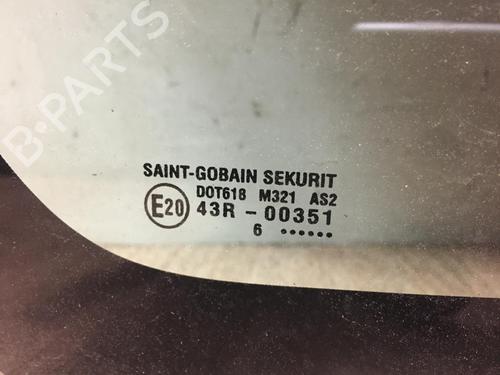 B-PARTS
SAINT-GOBAIN SEKURIT
DOT618 M321 AS2
E20 43R - 00351
6 ••••••